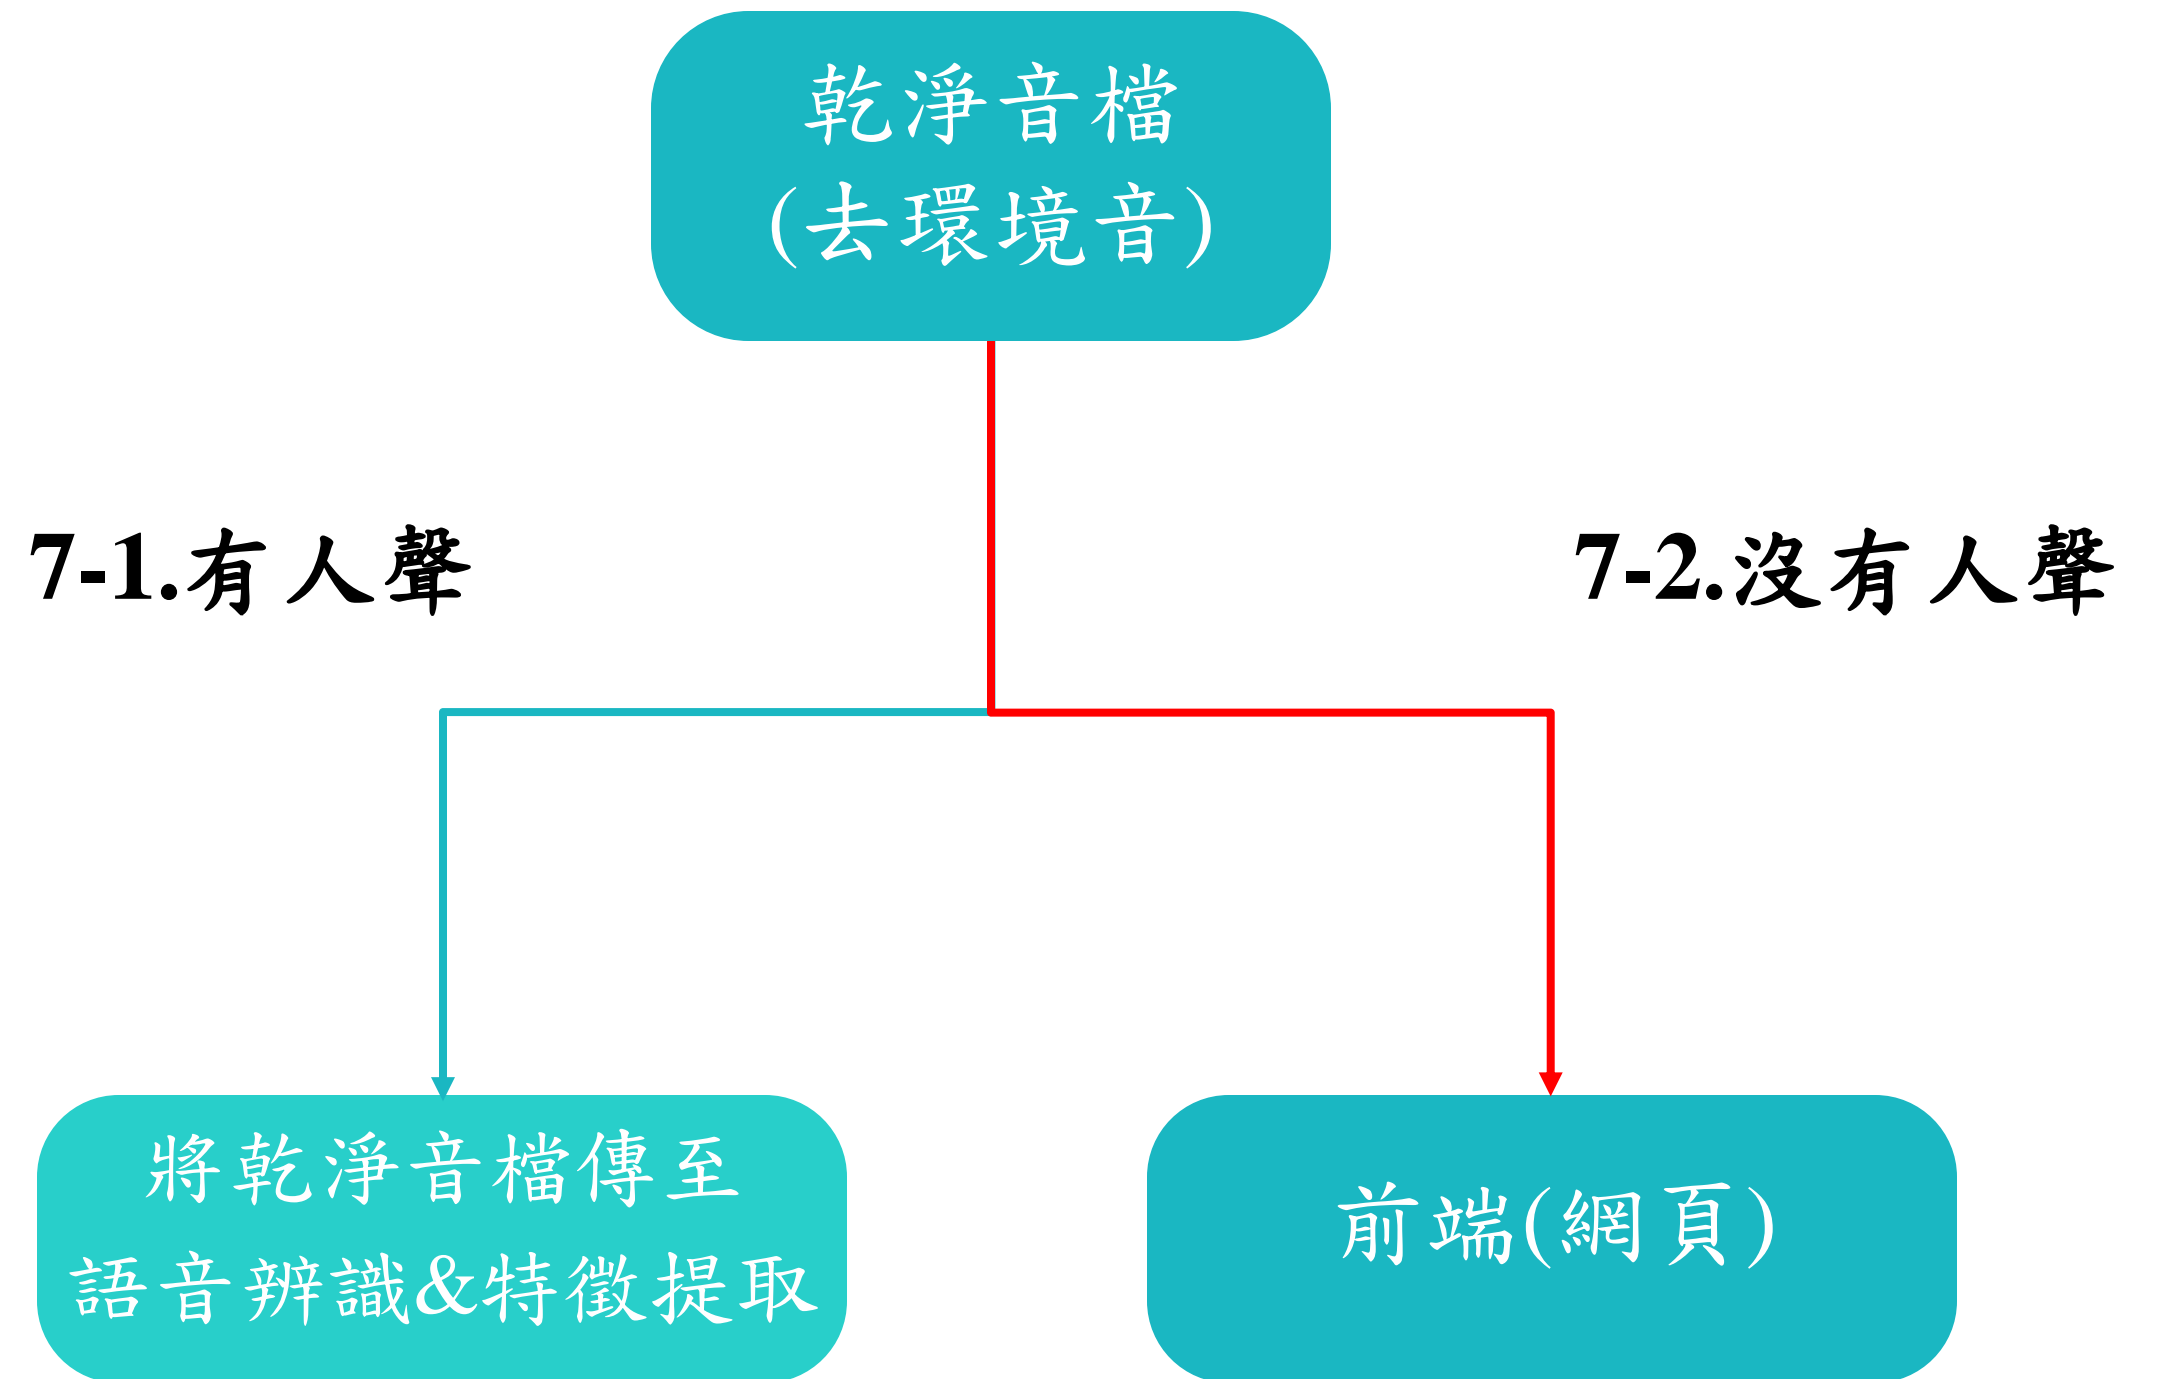 乾淨音檔
(去環境音)
7-1.有人聲
7-2.沒有人聲
將乾淨音檔傳至
語音辨識&特徵提取
前端(網頁)